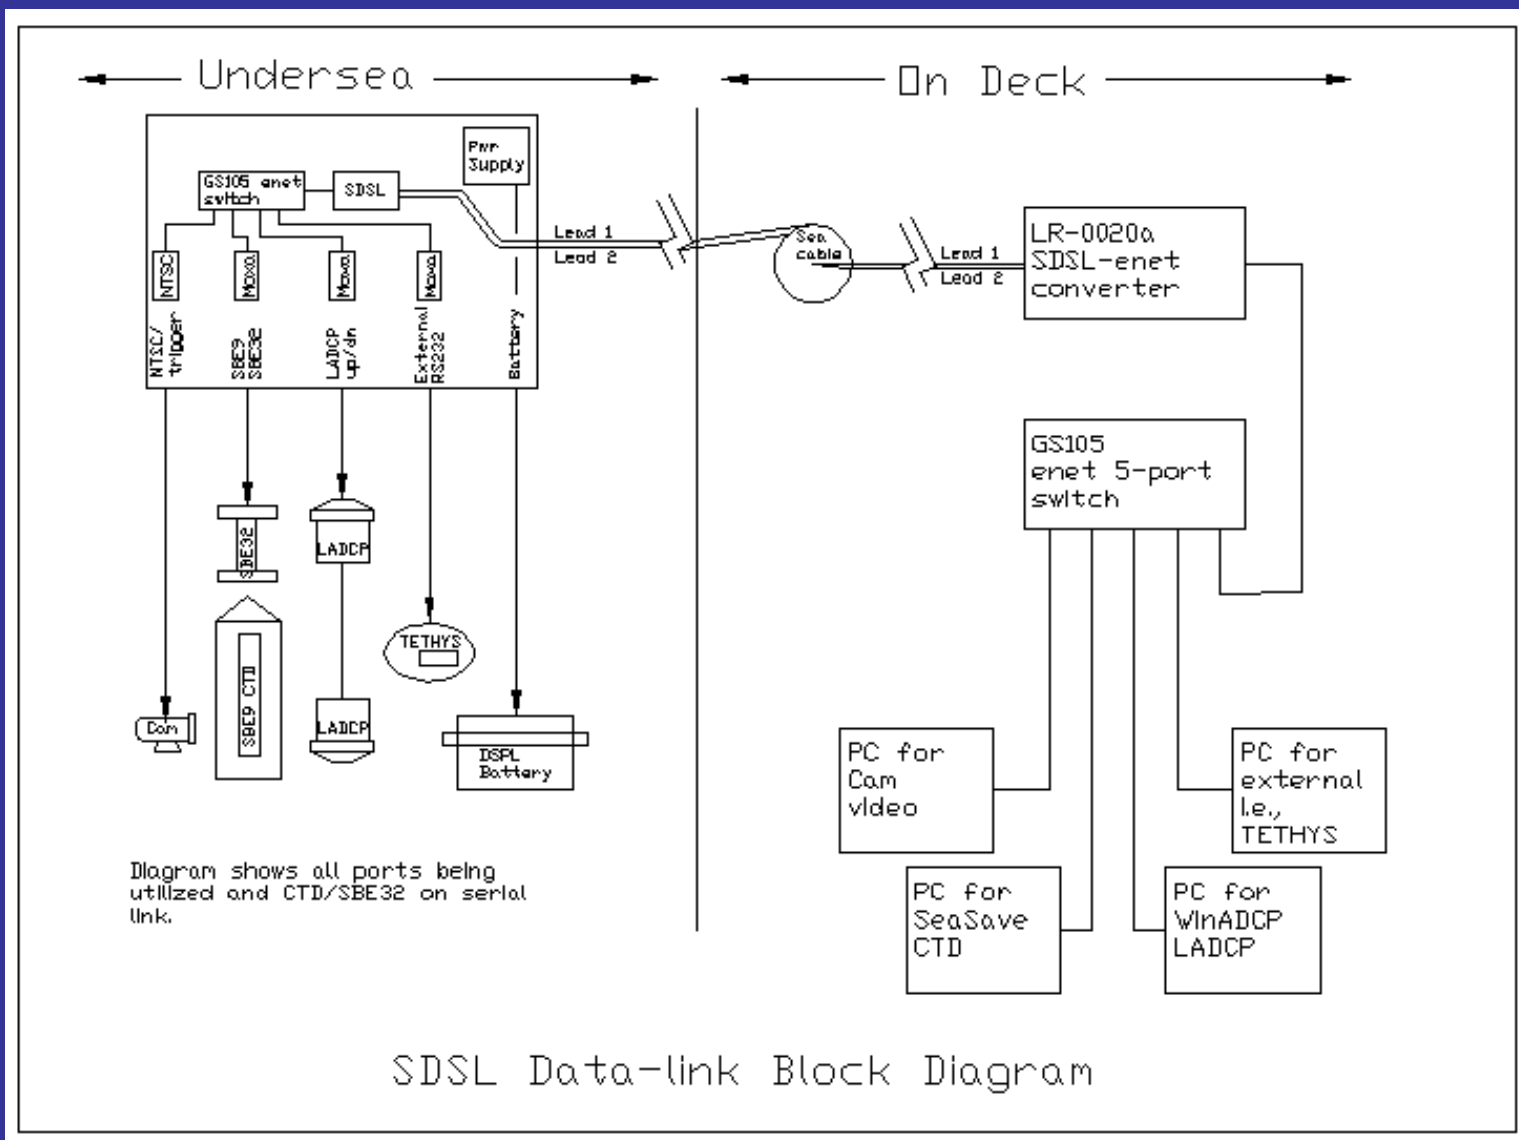 Undersea
On Deck
Pwr
Supply
GS105 enet
switch
SDSL
Lead 1
Lead 2
Sea
cable
Lead 1
Lead 2
LR-0020a
SDSL-enet
converter
NTSC
Moxa
Moxa
Moxa
NTSC/
trigger
SBE9
SBE32
LADCP
up/dn
External
RS232
Battery
GS105
enet 5-port
switch
SBE32
LADCP
TETHYS
SBE9 CTD
Cam
LADCP
DSPL
Battery
PC for
Cam
video
PC for
external
i.e.,
TETHYS
PC for
SeaSave
CTD
PC for
WinADCP
LADCP
Diagram shows all ports being
utilized and CTD/SBE32 on serial
link.
SDSL Data-link Block Diagram